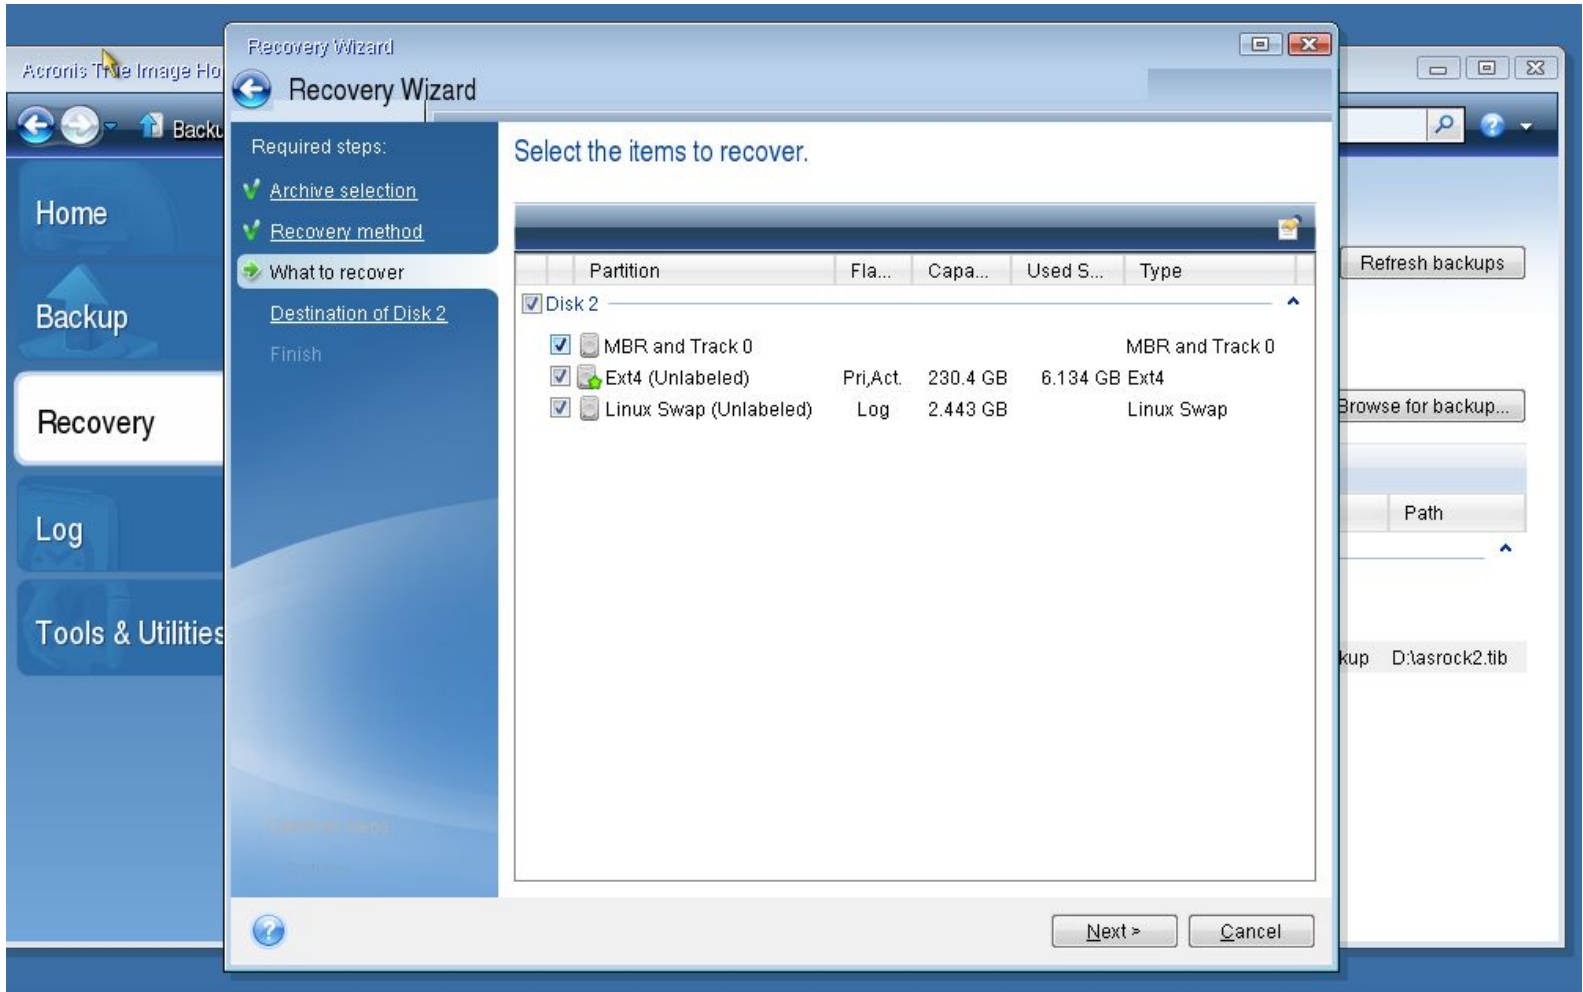 Recovery Wizard
Acronis True Image Ho
Recovery Wizard
Backu
Home
Backup
Recovery
Log
Tools & Utilities
Required steps:
Archive selection
Recovery method
What to recover
Destination of Disk 2
Finish
Select the items to recover.
Partition Fla... Capa... Used S... Type
Disk 2
MBR and Track 0 MBR and Track 0
Ext4 (Unlabeled) Pri,Act. 230.4 GB 6.134 GB Ext4
Linux Swap (Unlabeled) Log 2.443 GB Linux Swap
Next >
Cancel
Refresh backups
Browse for backup...
Path
kup D:\asrock2.tib